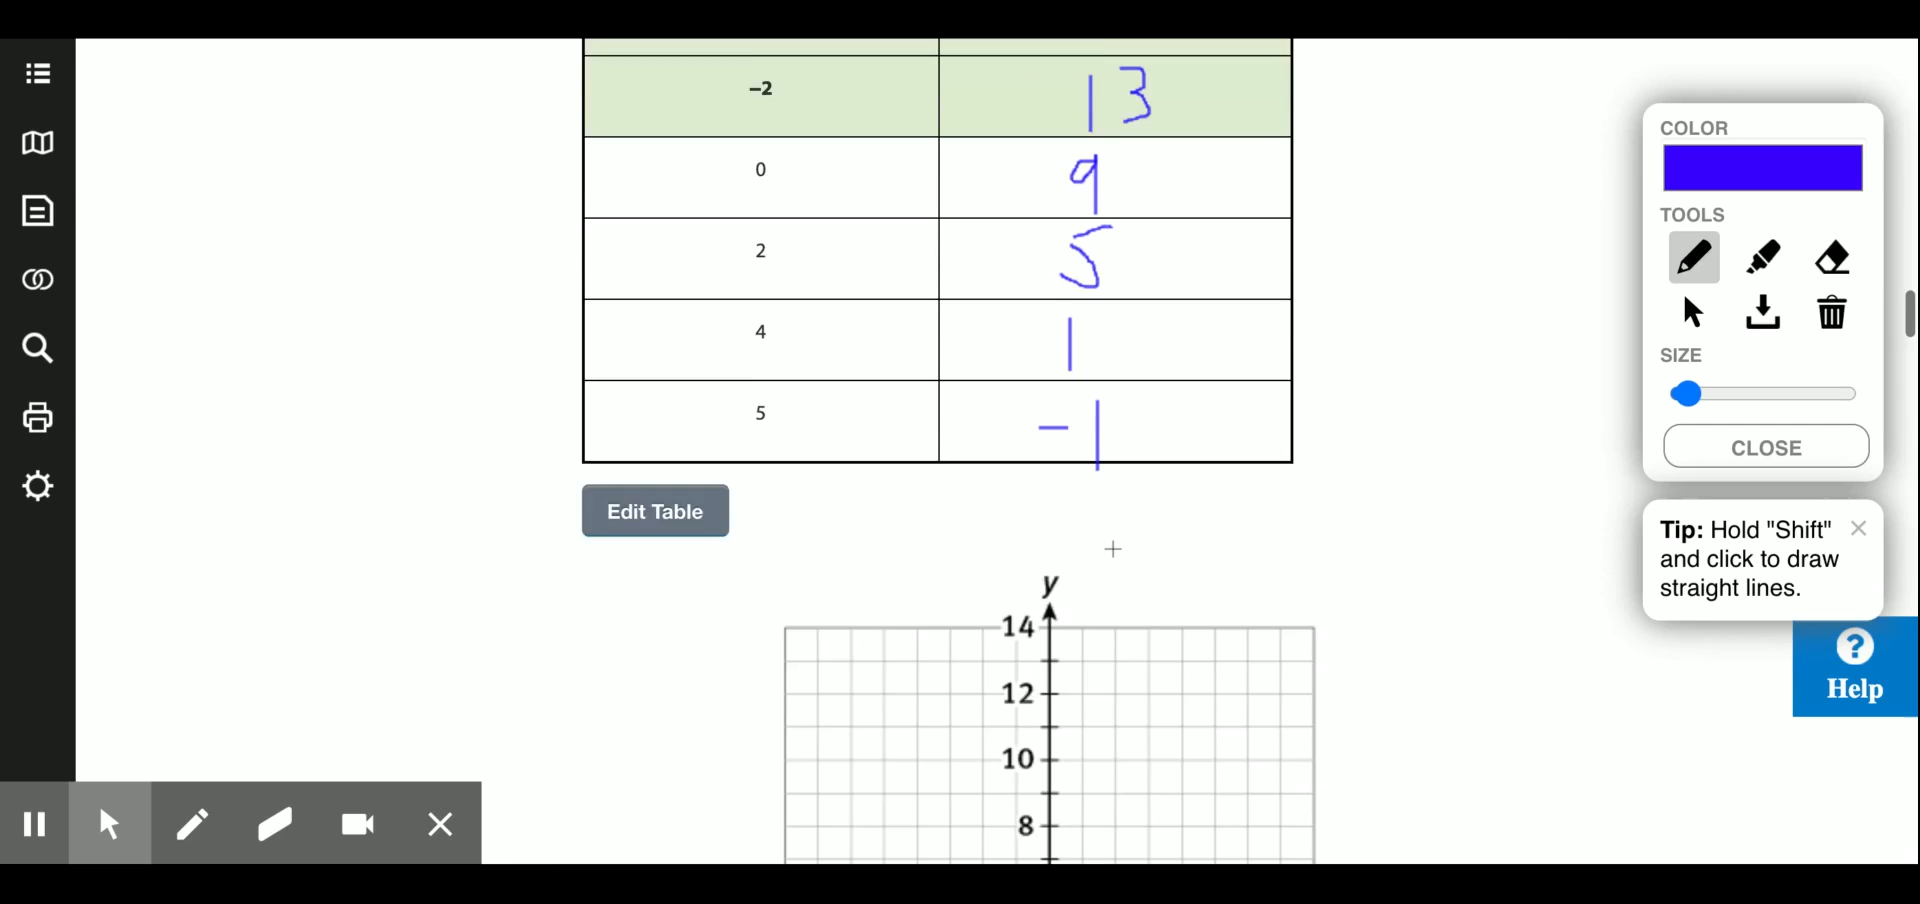 −2 13
0 9
2 5
4 1
5 −1
Edit Table
y
14
12
10
8
COLOR
TOOLS
SIZE
CLOSE
Tip: Hold "Shift"
and click to draw
straight lines.
?
Help